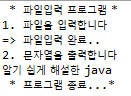 * 파일입력 프로그램 *
1. 파일을 입력합니다
=> 파일입력 완료..
2. 문자열을 출력합니다
알기 쉽게 해설한 java
* 프로그램 종료...*